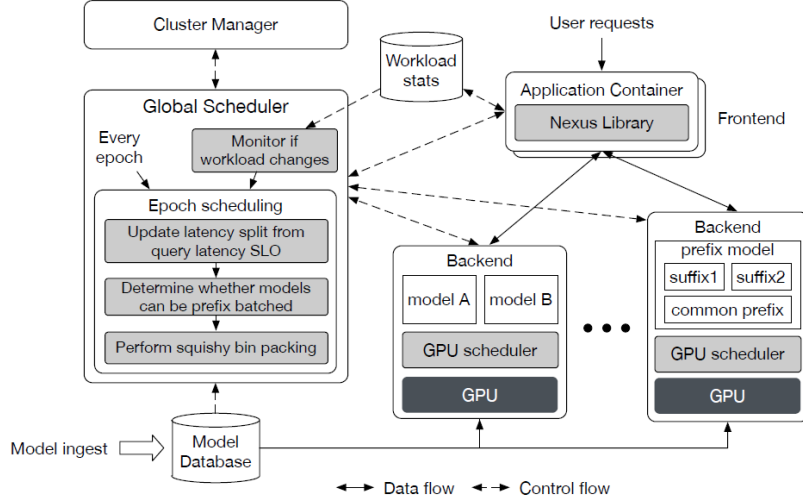 Cluster Manager
User requests
Workload
stats
Application Container
Nexus Library
Frontend
Global Scheduler
Every
epoch
Monitor if
workload changes
Epoch scheduling
Update latency split from
query latency SLO
Determine whether models
can be prefix batched
Perform squishy bin packing
Backend
model A
model B
GPU scheduler
GPU
Backend
prefix model
suffix1
suffix2
common prefix
GPU scheduler
GPU
Model ingest
Model
Database
Data flow
Control flow